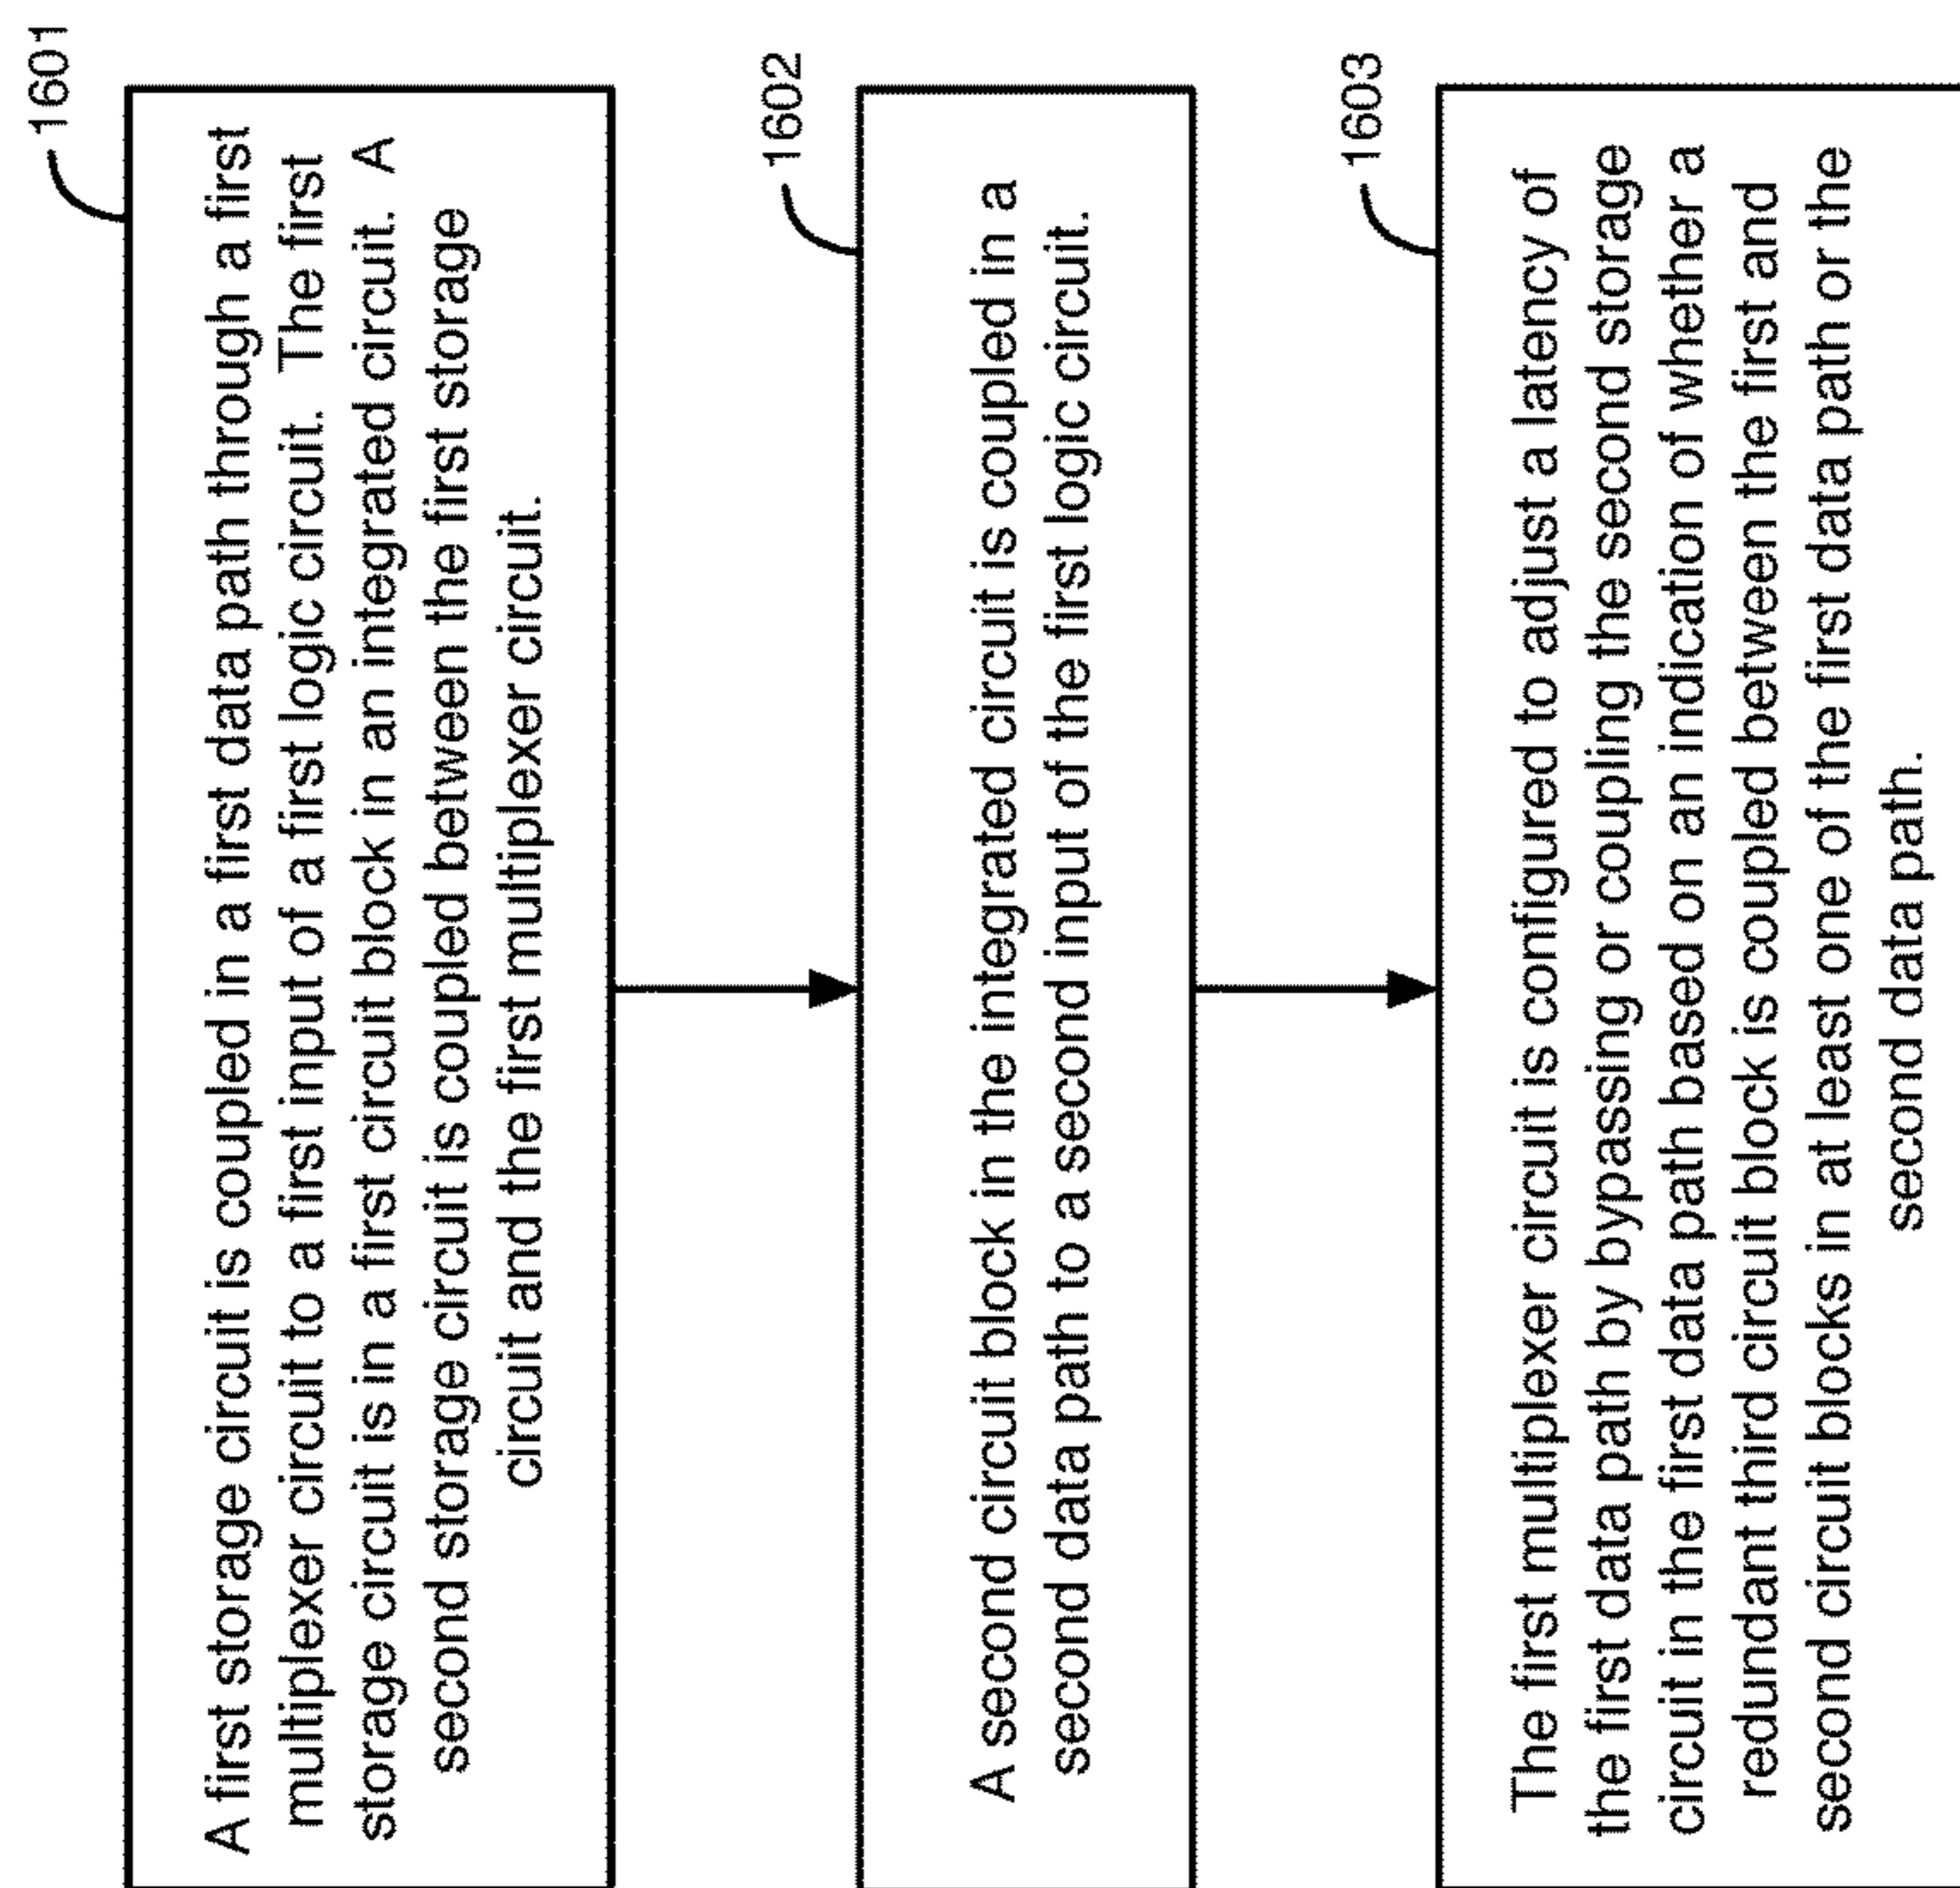 1601
A first storage circuit is coupled in a first data path through a first
multiplexer circuit to a first input of a first logic circuit. The first
storage circuit is in a first circuit block in an integrated circuit. A
second storage circuit is coupled between the first storage
circuit and the first multiplexer circuit.
1602
A second circuit block in the integrated circuit is coupled in a
second data path to a second input of the first logic circuit.
1603
The first multiplexer circuit is configured to adjust a latency of
the first data path by bypassing or coupling the second storage
circuit in the first data path based on an indication of whether a
redundant third circuit block is coupled between the first and
second circuit blocks in at least one of the first data path or the
second data path.